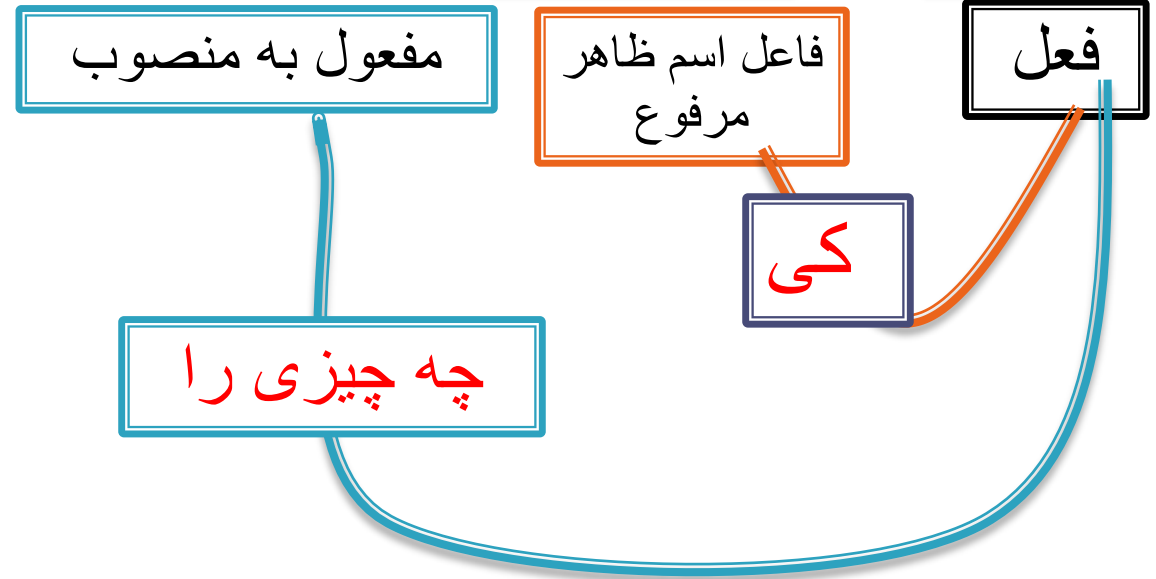 فعل
فاعل اسم ظاهر
مرفوع
مفعول به منصوب
کی
چه چیزی را